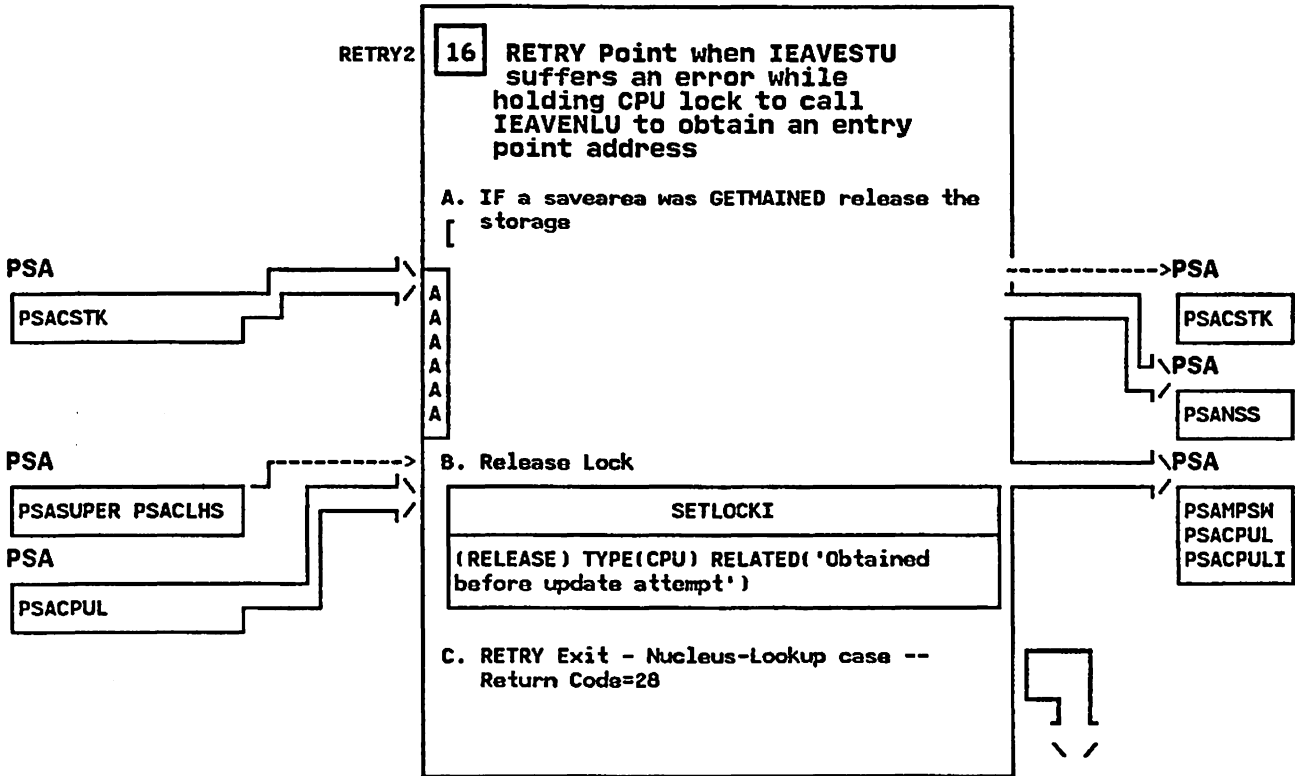 RETRY2
16 RETRY Point when IEAVESTU
suffers an error while
holding CPU lock to call
IEAVENLU to obtain an entry
point address
A. IF a savearea was GETMAINED release the
storage
PSA
PSACSTK
A
A
A
A
A
A
PSA
PSACSTK
PSA
PSANSS
PSA
PSASUPER PSACLHS
PSA
PSACPUL
B. Release Lock
SETLOCKI
(RELEASE) TYPE(CPU) RELATED('Obtained
before update attempt')
PSA
PSAMPSW
PSACPUL
PSACPULI
C. RETRY Exit - Nucleus-Lookup case --
Return Code=28